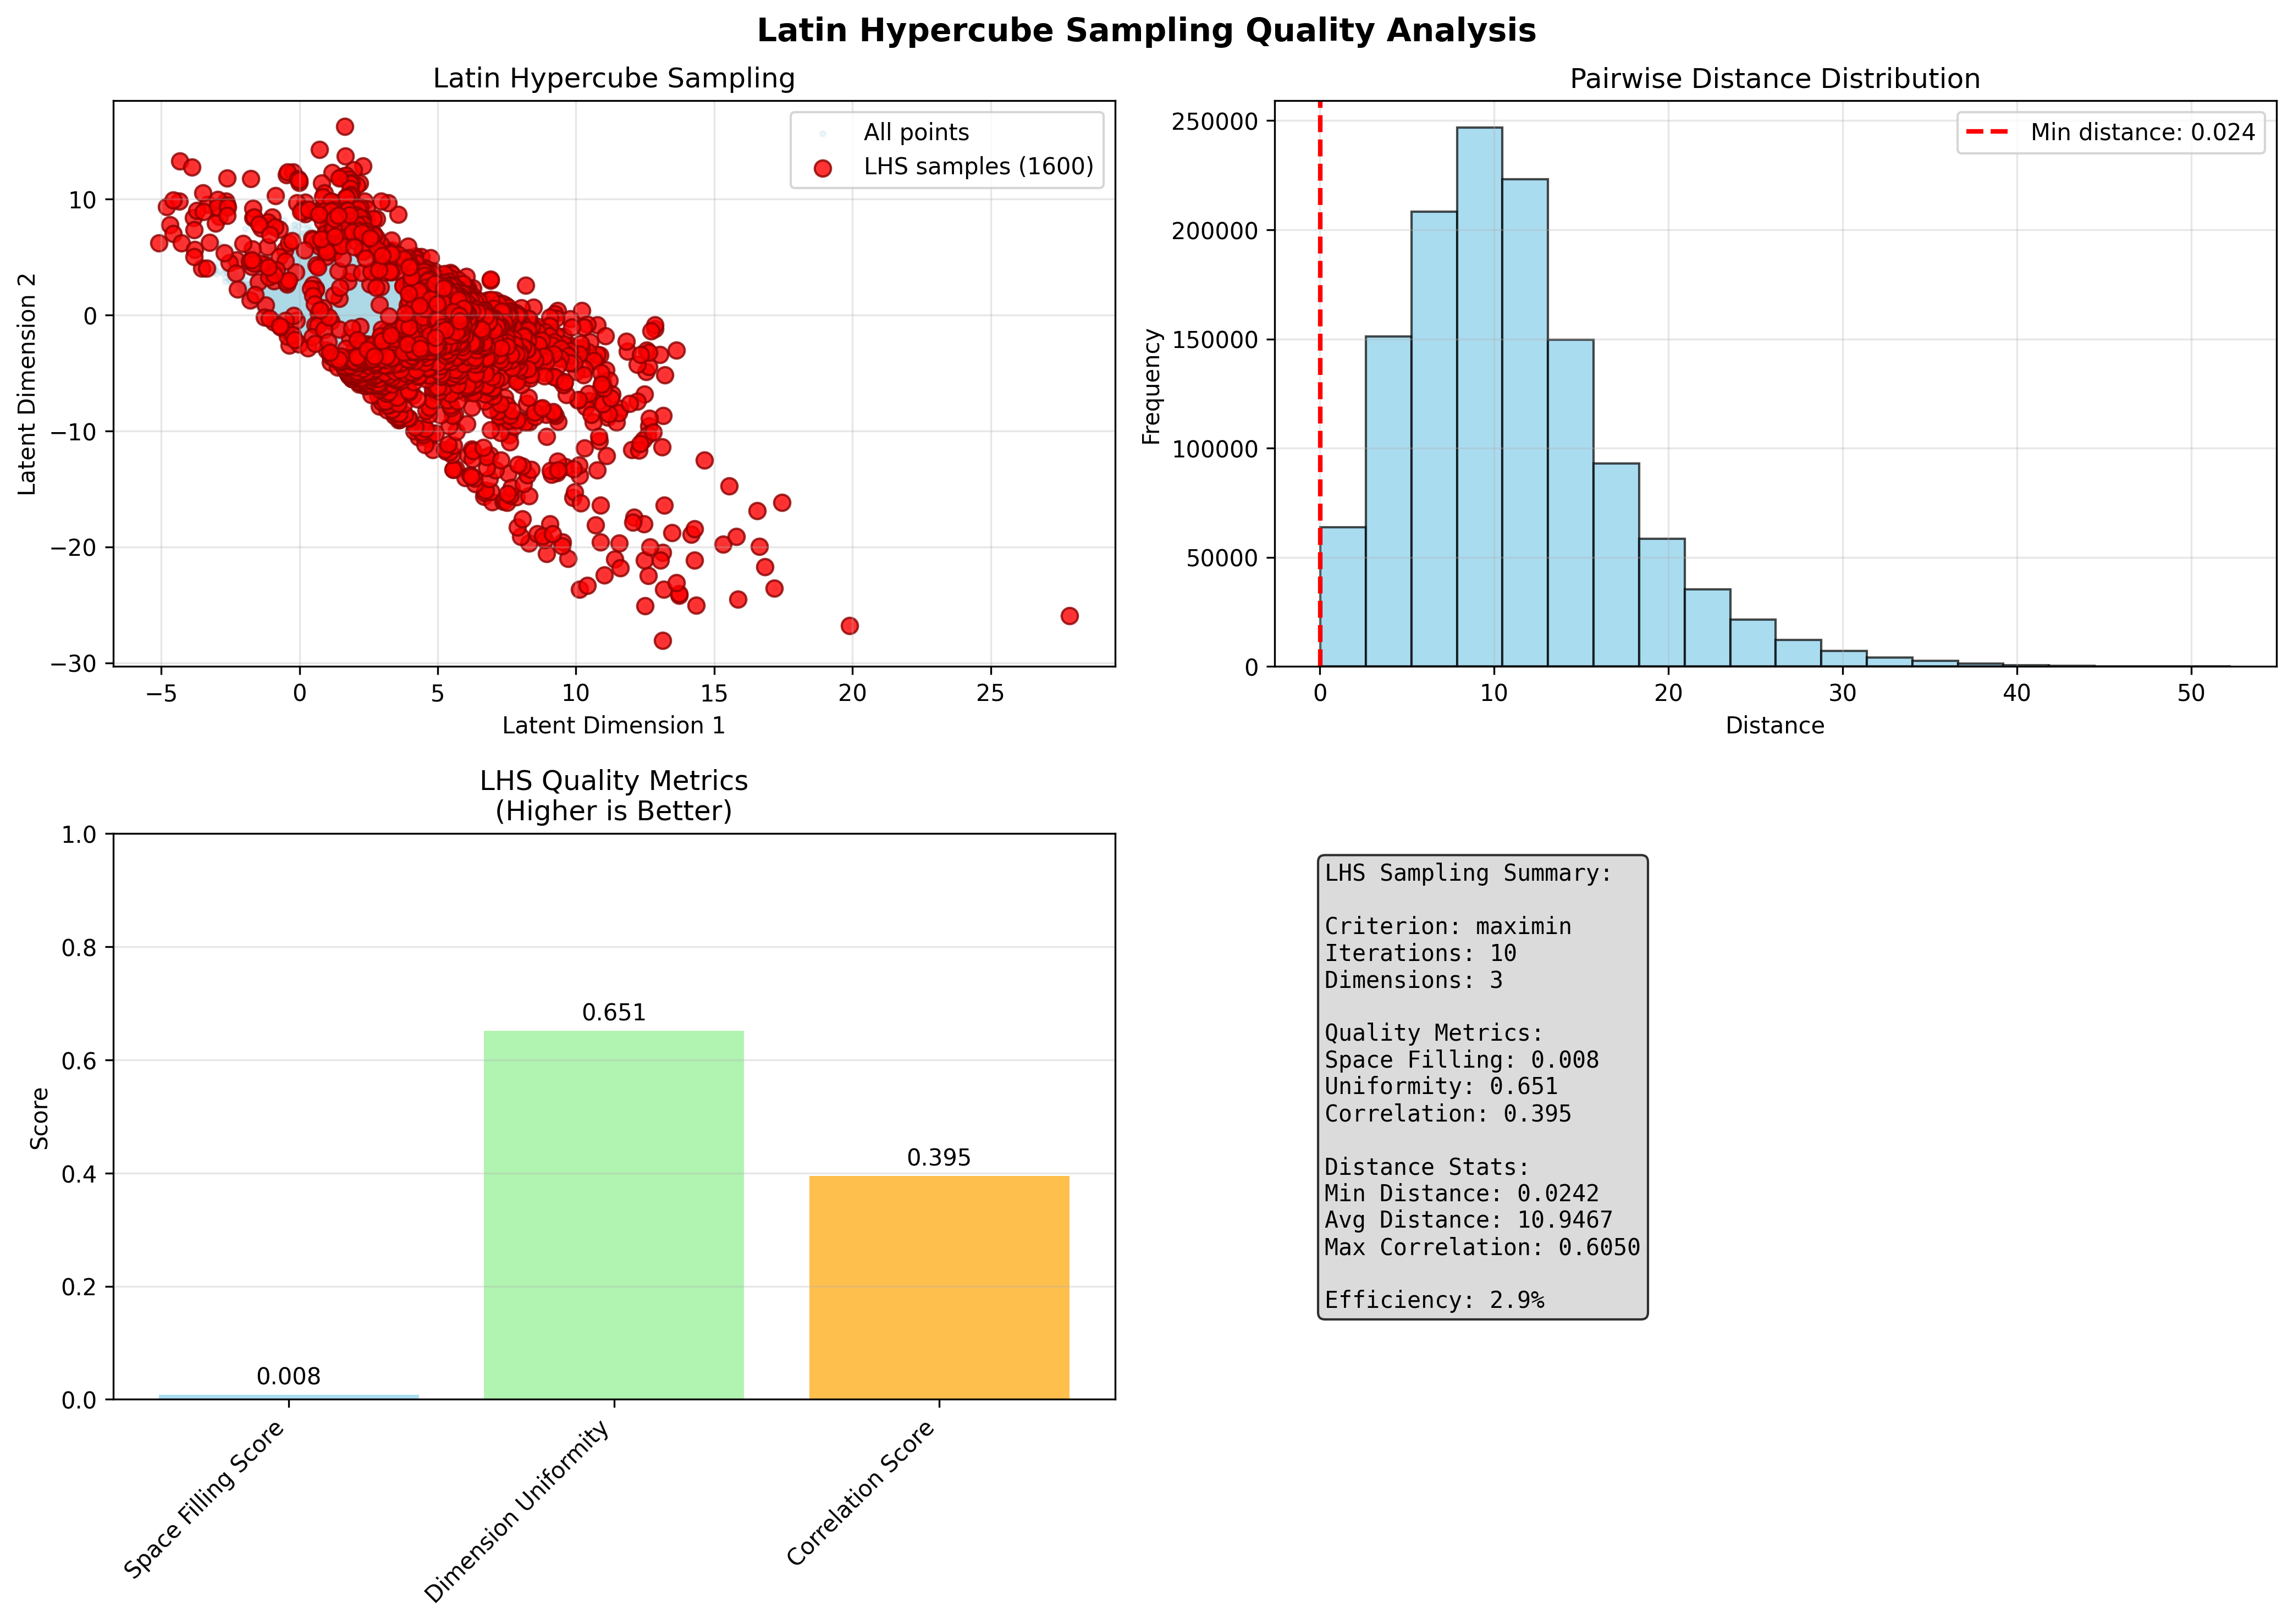 Latin Hypercube Sampling Quality Analysis
Latin Hypercube Sampling
All points
LHS samples (1600)
10
0
−10
−20
−30
−5
0
5
10
15
20
25
Latent Dimension 2
Latent Dimension 1
Pairwise Distance Distribution
Min distance: 0.024
250000
200000
150000
100000
50000
0
0
10
20
30
40
50
Frequency
Distance
LHS Quality Metrics
(Higher is Better)
1.0
0.8
0.6
0.4
0.2
0.0
Score
0.008
0.651
0.395
Space Filling Score
Dimension Uniformity
Correlation Score
LHS Sampling Summary:
Criterion: maximin
Iterations: 10
Dimensions: 3
Quality Metrics:
Space Filling: 0.008
Uniformity: 0.651
Correlation: 0.395
Distance Stats:
Min Distance: 0.0242
Avg Distance: 10.9467
Max Correlation: 0.6050
Efficiency: 2.9%